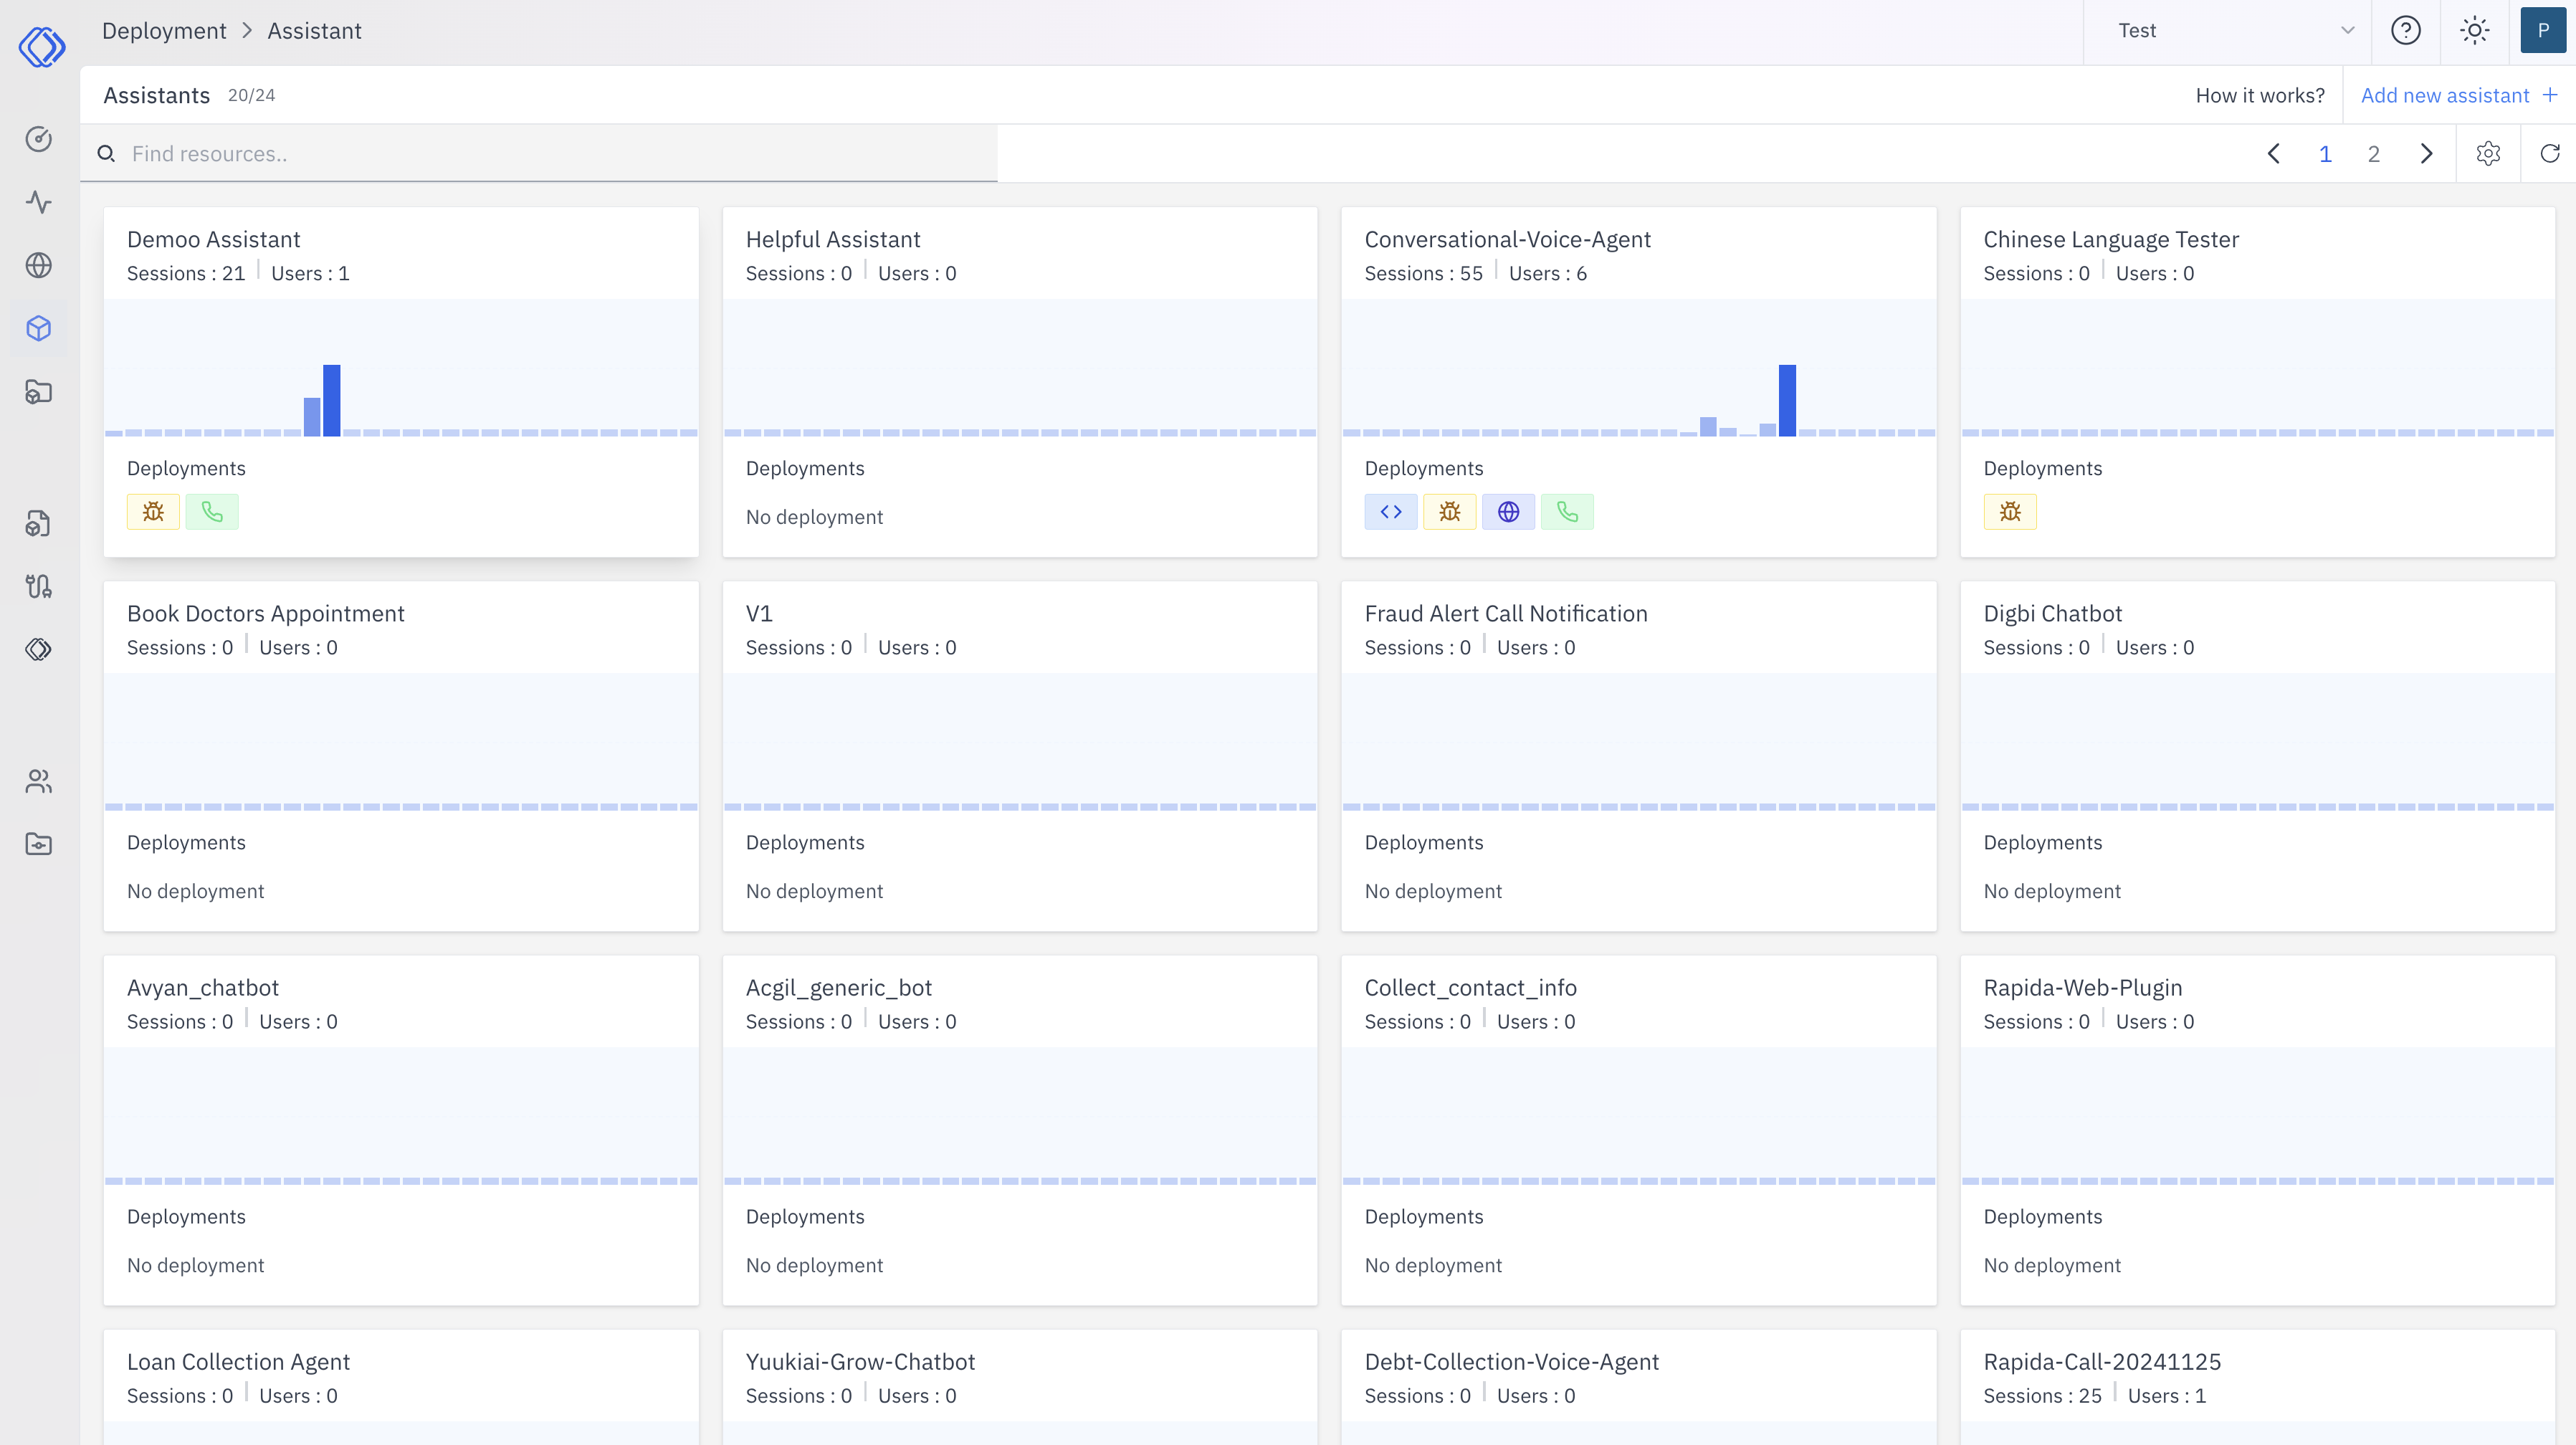 Deployment > Assistant
Test
P
Assistants 20/24
How it works?
Add new assistant +
Find resources..
1 2
Demoo Assistant
Sessions : 21 | Users : 1
Deployments
Helpful Assistant
Sessions : 0 | Users : 0
Deployments
No deployment
Conversational-Voice-Agent
Sessions : 55 | Users : 6
Deployments
Chinese Language Tester
Sessions : 0 | Users : 0
Deployments
Book Doctors Appointment
Sessions : 0 | Users : 0
Deployments
No deployment
V1
Sessions : 0 | Users : 0
Deployments
No deployment
Fraud Alert Call Notification
Sessions : 0 | Users : 0
Deployments
No deployment
Digbi Chatbot
Sessions : 0 | Users : 0
Deployments
No deployment
Avyan_chatbot
Sessions : 0 | Users : 0
Deployments
No deployment
Acgil_generic_bot
Sessions : 0 | Users : 0
Deployments
No deployment
Collect_contact_info
Sessions : 0 | Users : 0
Deployments
No deployment
Rapida-Web-Plugin
Sessions : 0 | Users : 0
Deployments
No deployment
Loan Collection Agent
Sessions : 0 | Users : 0
Yuukiai-Grow-Chatbot
Sessions : 0 | Users : 0
Debt-Collection-Voice-Agent
Sessions : 0 | Users : 0
Rapida-Call-20241125
Sessions : 25 | Users : 1